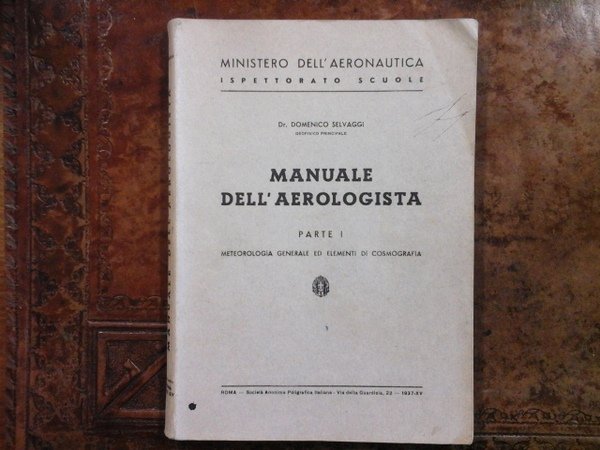 MINISTERO DELL'AERONAUTICA
ISPETTORATO SCUOLE
Dr. DOMENICO SELVAGGI
GEOFISICO PRINCIPALE
MANUALE
DELL'AEROLOGISTA
PARTE I
METEOROLOGIA GENERALE ED ELEMENTI DI COSMOGRAFIA
ROMA — Società Anonima Poligrafica Italiana - Via della Guardiola, 22 — 1937-XV